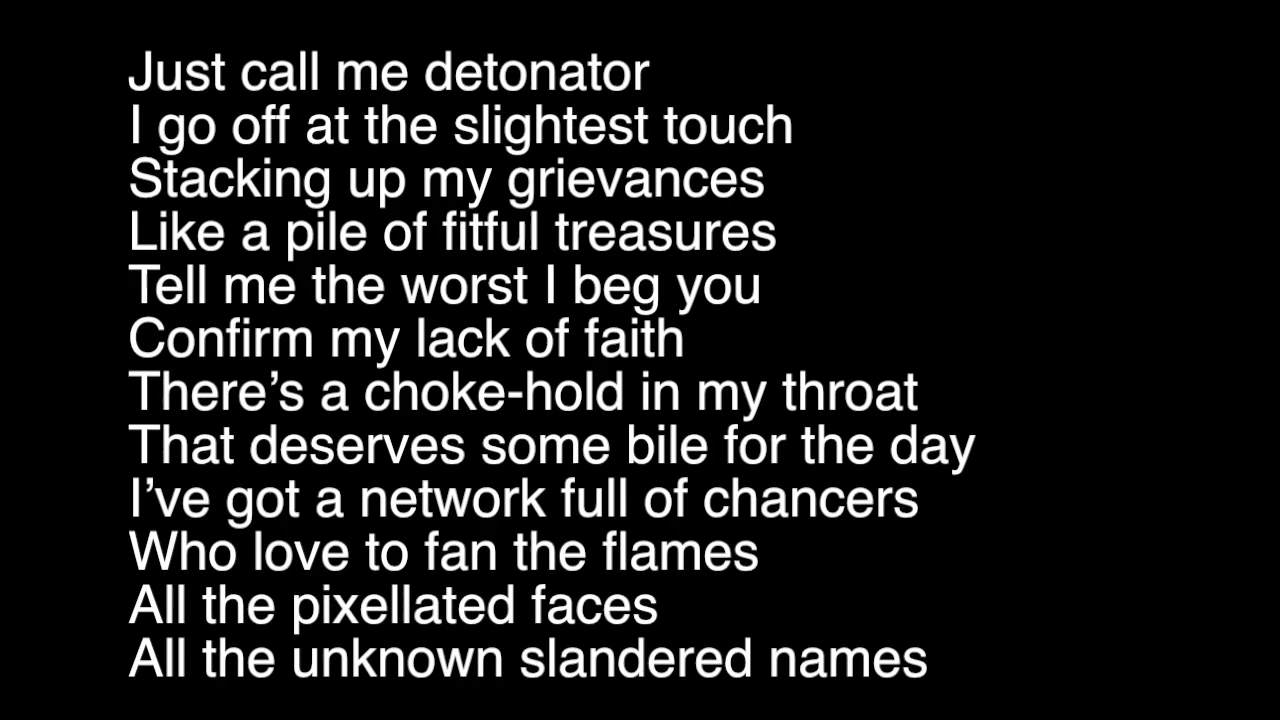 Just call me detonator
I go off at the slightest touch
Stacking up my grievances
Like a pile of fitful treasures
Tell me the worst I beg you
Confirm my lack of faith
There’s a choke-hold in my throat
That deserves some bile for the day
I’ve got a network full of chancers
Who love to fan the flames
All the pixellated faces
All the unknown slandered names